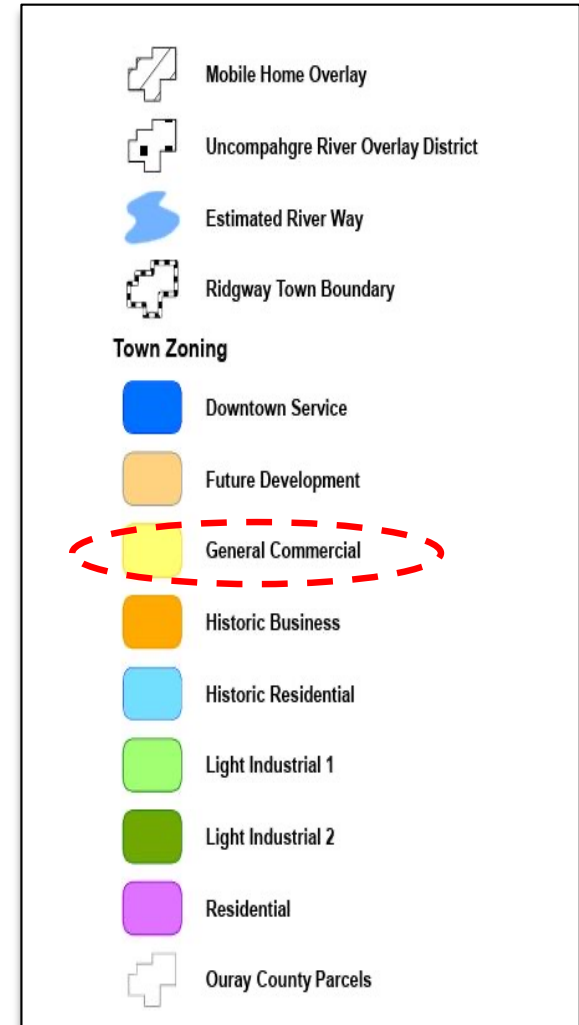 Mobile Home Overlay
Uncompahgre River Overlay District
Estimated River Way
Ridgway Town Boundary
Town Zoning
Downtown Service
Future Development
General Commercial
Historic Business
Historic Residential
Light Industrial 1
Light Industrial 2
Residential
Ouray County Parcels